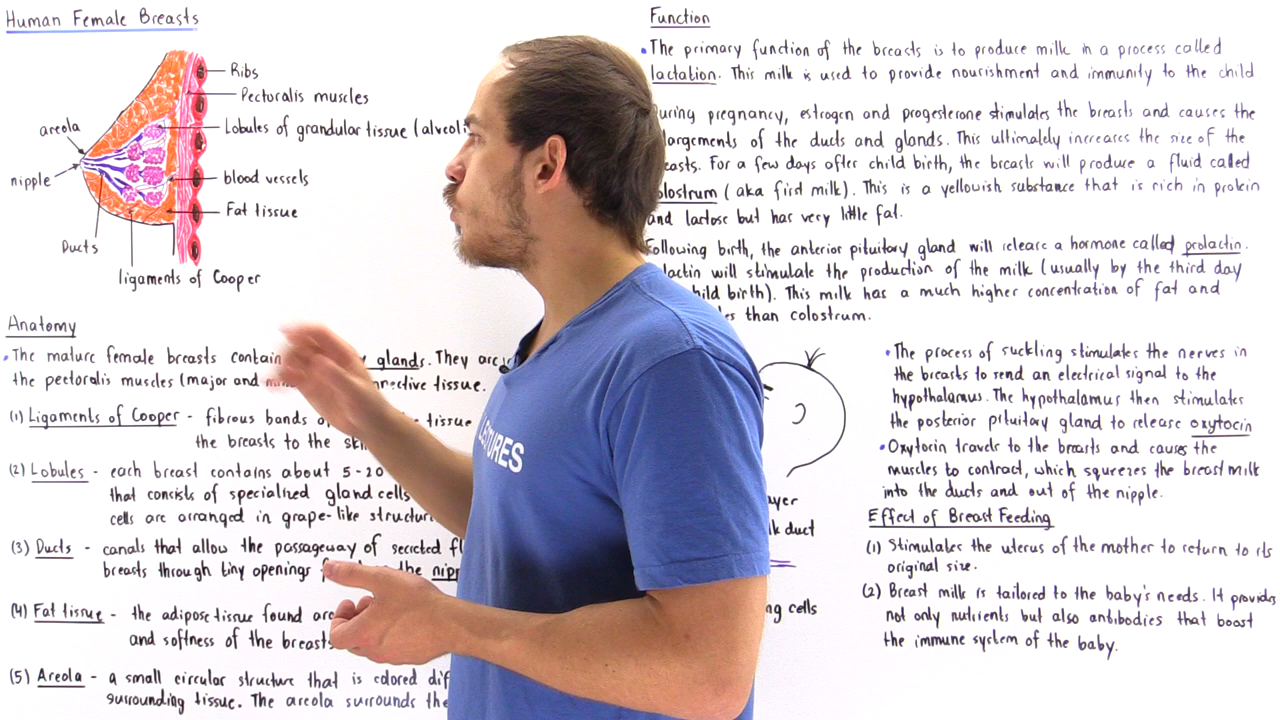 Human Female Breasts
Ribs
Pectoralis muscles
areola
Lobules of grandular tissue (alveoli
nipple
blood vessels
Fat tissue
Ducts
ligaments of Cooper
Anatomy
The mature female breasts contain glands. They are
the pectoralis muscles (major and connective tissue.
(1) Ligaments of Cooper - fibrous bands of tissue
the breasts to the skin
(2) Lobules - each breast contains about 5-20
that consists of specialized gland cells
cells are arranged in grape-like structur
(3) Ducts - canals that allow the passageway of secreted fl
breasts through tiny openings the nipp
(4) Fat tissue - the adipose tissue found aro
and softness of the breasts
(5) Areola - a small circular structure that is colored dif
surrounding tissue. The areola surrounds the
LECTURES
Function
The primary function of the breasts is to produce milk in a process called
lactation. This milk is used to provide nourishment and immunity to the child
During pregnancy, estrogen and progesterone stimulates the breasts and causes the
largements of the ducts and glands. This ultimately increases the size of the
easts. For a few days after child birth, the breasts will produce a fluid called
colostrum (aka first milk). This is a yellowish substance that is rich in protein
and lactose but has very little fat.
Following birth, the anterior pituitary gland will release a hormone called prolactin.
lactin will stimulate the production of the milk (usually by the third day
child birth). This milk has a much higher concentration of fat and
es than colostrum.
ayer
lk duct
ng cells
The process of suckling stimulates the nerves in
the breasts to send an electrical signal to the
hypothalamus. The hypothalamus then stimulates
the posterior pituitary gland to release oxytocin
Oxytocin travels to the breasts and causes the
muscles to contract, which squeezes the breast milk
into the ducts and out of the nipple.
Effect of Breast Feeding
(1) Stimulates the uterus of the mother to return to its
original size.
(2) Breast milk is tailored to the baby's needs. It provides
not only nutrients but also antibodies that boost
the immune system of the baby.